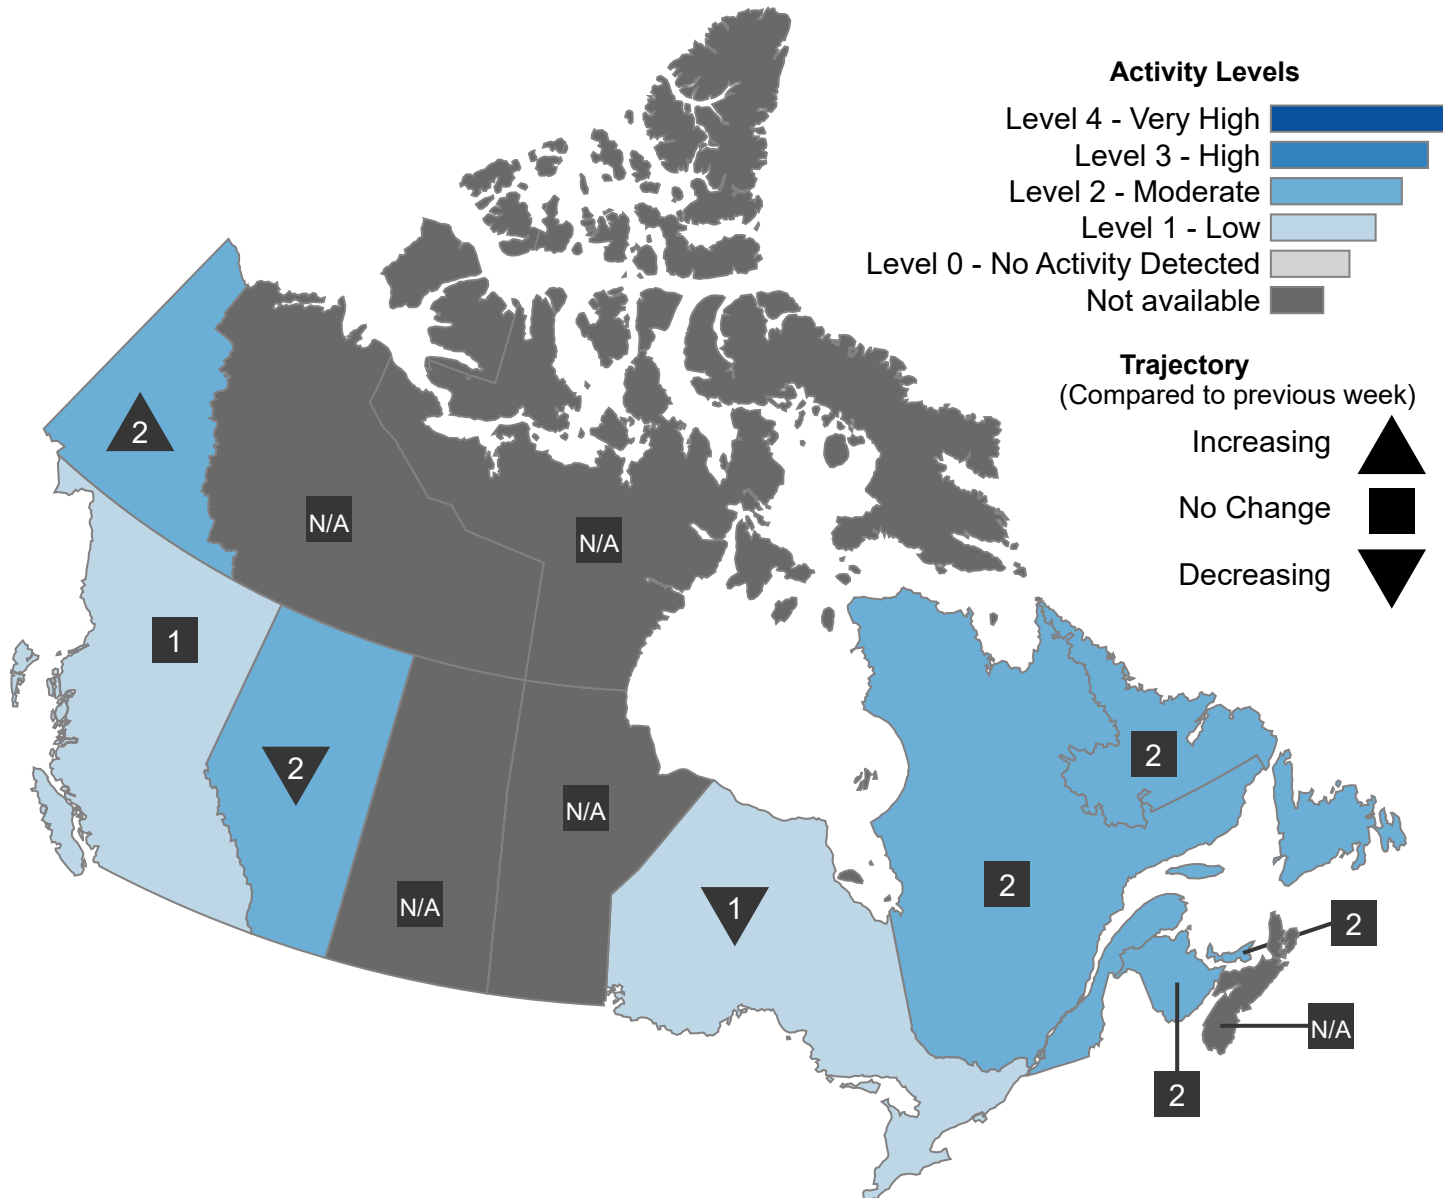 Activity Levels
Level 4 - Very High
Level 3 - High
Level 2 - Moderate
Level 1 - Low
Level 0 - No Activity Detected
Not available
Trajectory
(Compared to previous week)
Increasing
No Change
Decreasing
2
N/A
N/A
1
2
N/A
N/A
1
2
2
2
N/A
2